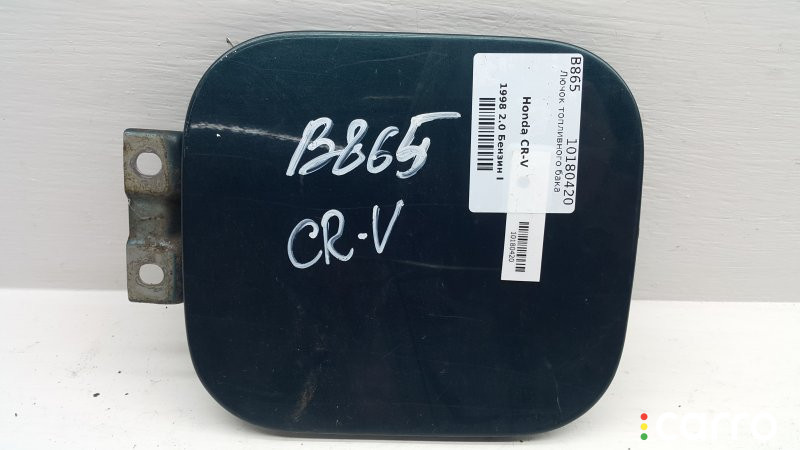 B865
CR-V
B865 10180420
Лючок топливного бака
Honda CR-V
1998 2.0 Бензин I
10180420
carro